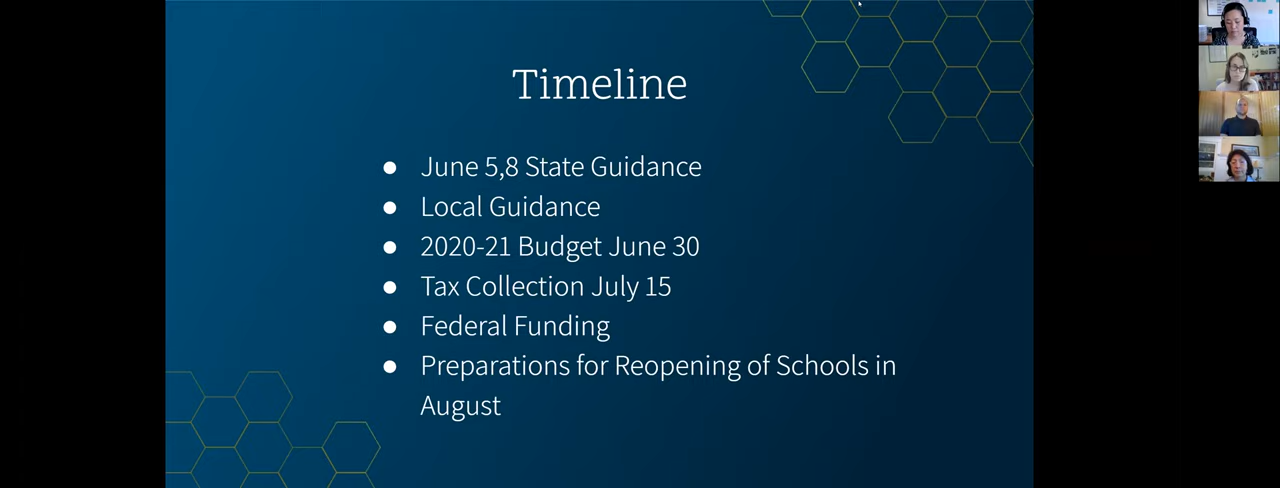 Timeline
● June 5,8 State Guidance
● Local Guidance
● 2020-21 Budget June 30
● Tax Collection July 15
● Federal Funding
● Preparations for Reopening of Schools in
August